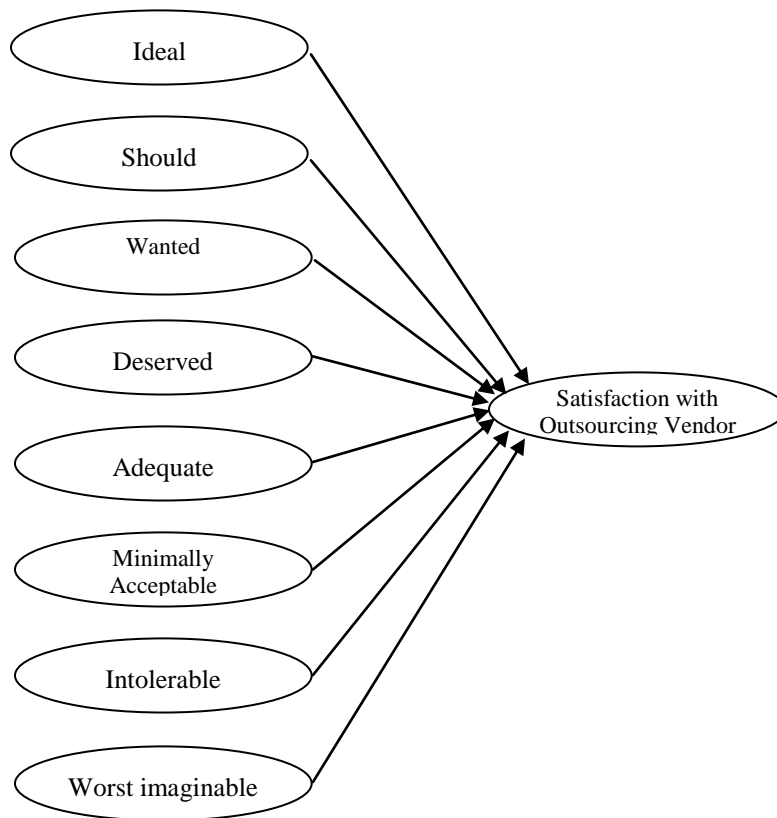 Ideal
Should
Wanted
Deserved
Adequate
Minimally
Acceptable
Intolerable
Worst imaginable
Satisfaction with
Outsourcing Vendor